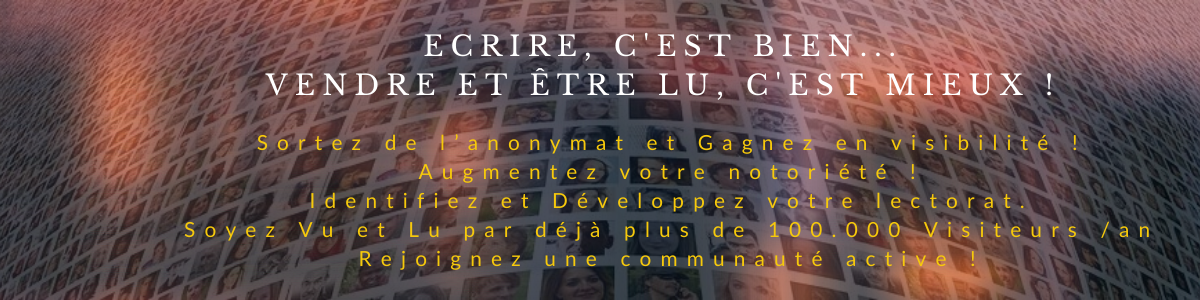 ECRIRE, C'EST BIEN...
VENDRE ET ÊTRE LU, C'EST MIEUX !
Sortez de l'anonymat et Gagnez en visibilité !
Augmentez votre notoriété !
Identifiez et Développez votre lectorat.
Soyez Vu et Lu par déjà plus de 100.000 Visiteurs /an
Rejoignez une communauté active !